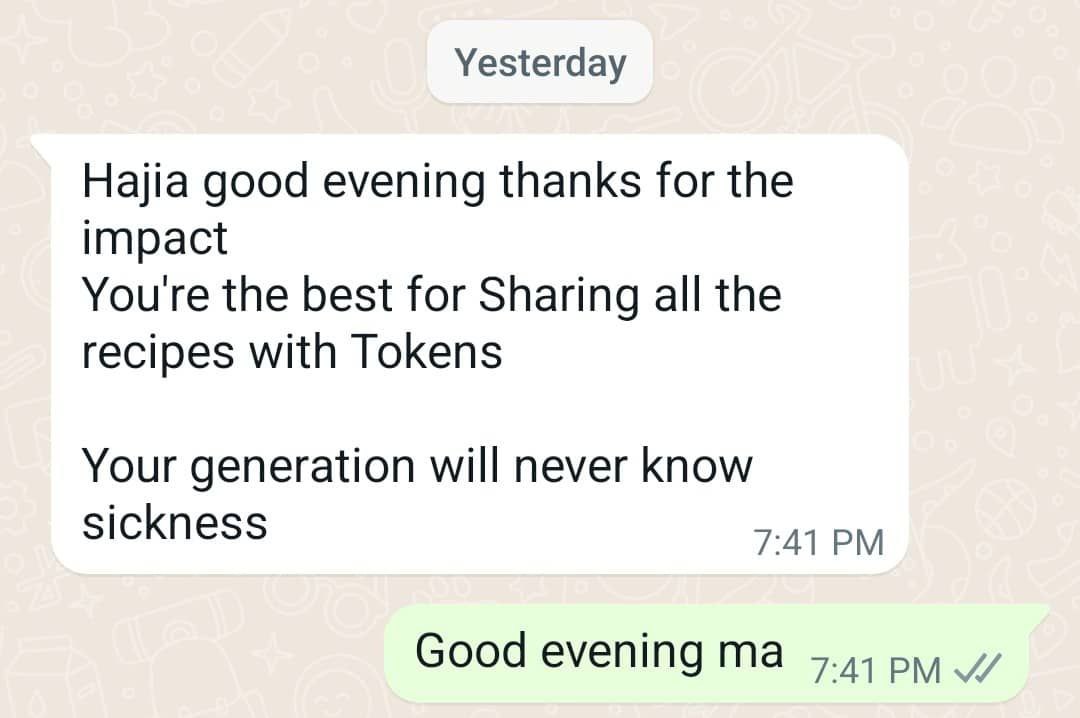 Yesterday
Hajia good evening thanks for the
impact
You're the best for Sharing all the
recipes with Tokens
Your generation will never know
sickness
7:41 PM
Good evening ma
7:41 PM